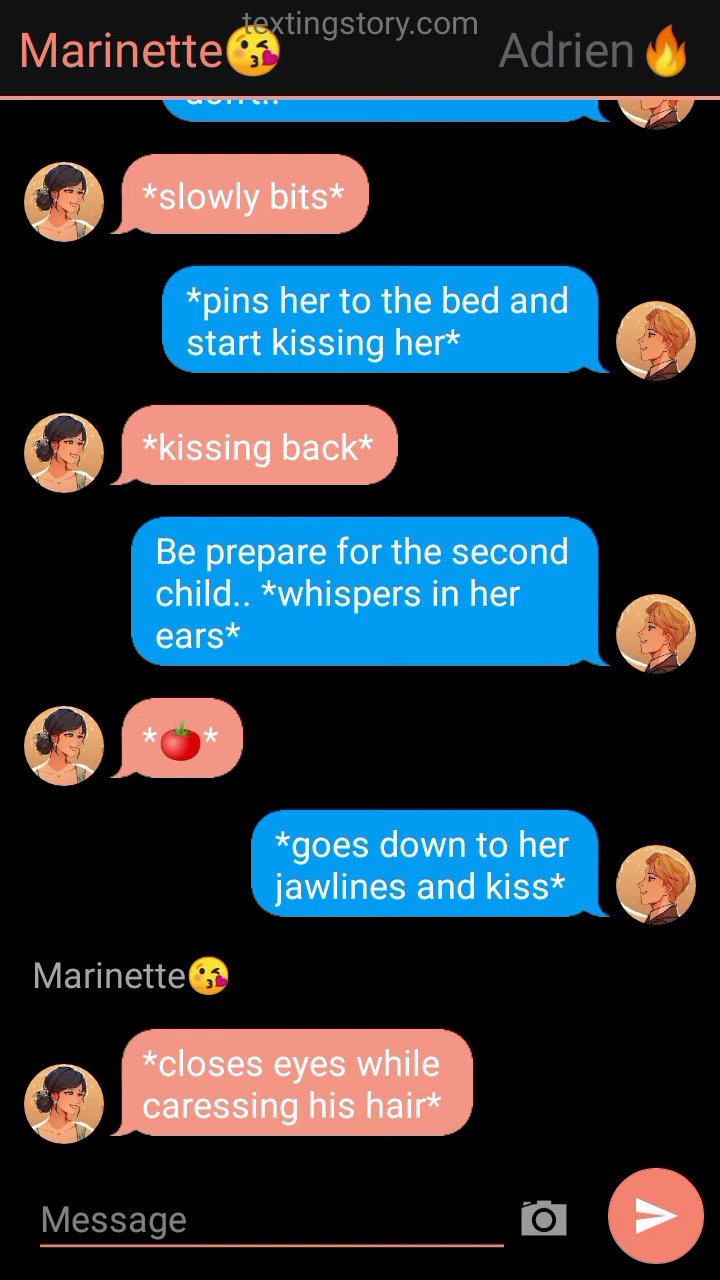 textingstory.com
Marinette😘 Adrien🔥
don't..
*slowly bits*
*pins her to the bed and
start kissing her*
*kissing back*
Be prepare for the second
child.. *whispers in her
ears*
*🍅*
*goes down to her
jawlines and kiss*
Marinette😘
*closes eyes while
caressing his hair*
Message